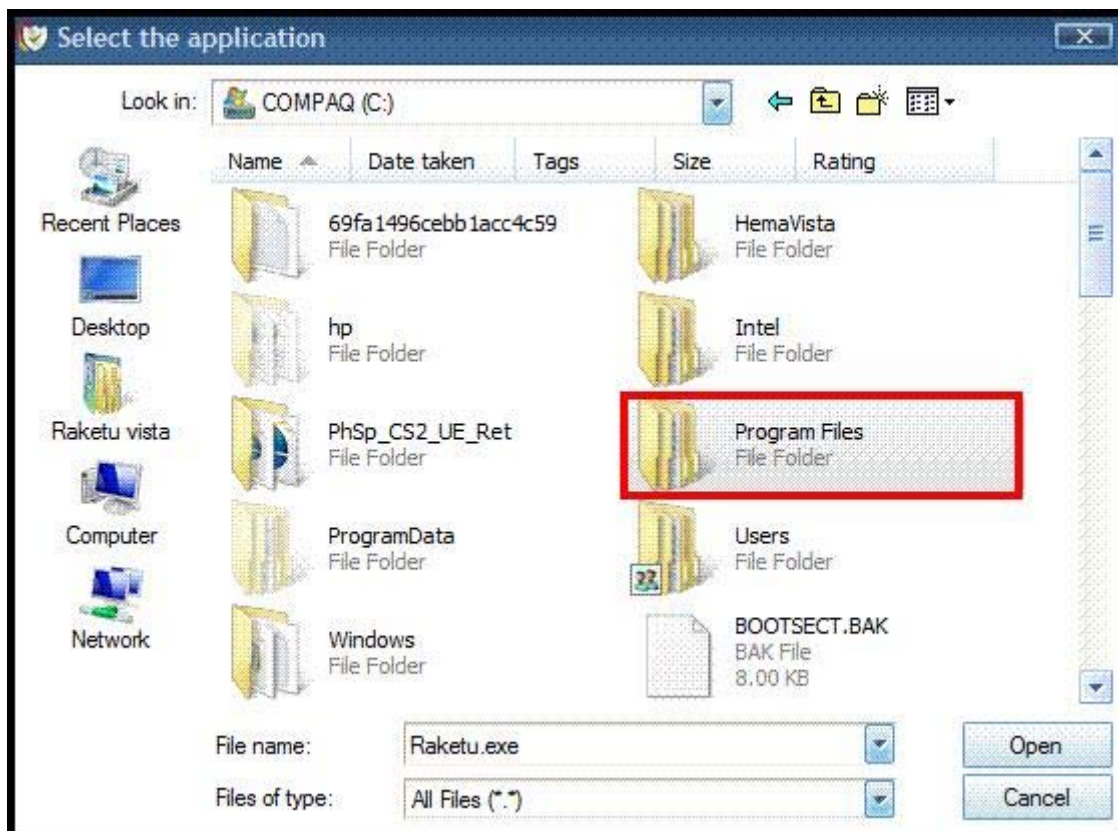 Select the application
Look in: COMPAQ (C:)
Name Date taken Tags Size Rating
Recent Places
Desktop
Raketu vista
Computer
Network
69fa1496cebb1acc4c59
File Folder
HemaVista
File Folder
hp
File Folder
Intel
File Folder
PhSp_CS2_UE_Ret
File Folder
Program Files
File Folder
ProgramData
File Folder
Users
File Folder
Windows
File Folder
BOOTSECT.BAK
BAK File
8.00 KB
File name: Raketu.exe Open
Files of type: All Files (*.*) Cancel